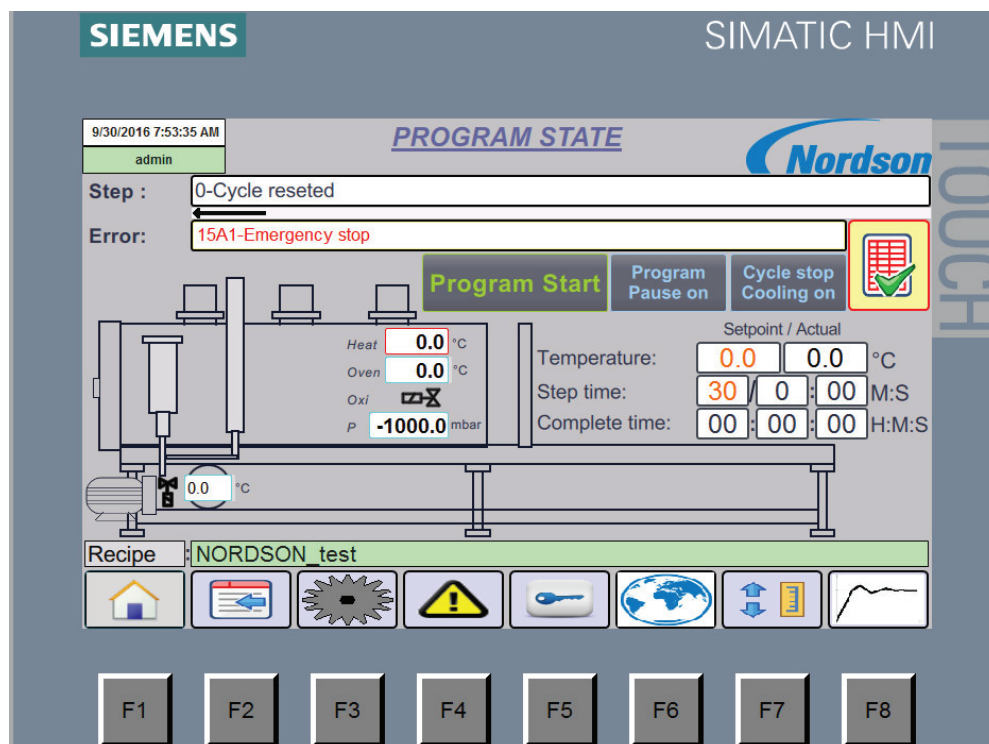 SIEMENS
SIMATIC HMI
TOUCH
9/30/2016 7:53:35 AM
admin
PROGRAM STATE
Nordson
Step :
0-Cycle reseted
Error:
15A1-Emergency stop
Program Start
Program
Pause on
Cycle stop
Cooling on
Setpoint / Actual
Heat 0.0 °C
Oven 0.0 °C
Oxi
P -1000.0 mbar
Temperature: 0.0 0.0 °C
Step time: 30 / 0 : 00 M:S
Complete time: 00 : 00 : 00 H:M:S
0.0 °C
Recipe :NORDSON_test
F1 F2 F3 F4 F5 F6 F7 F8